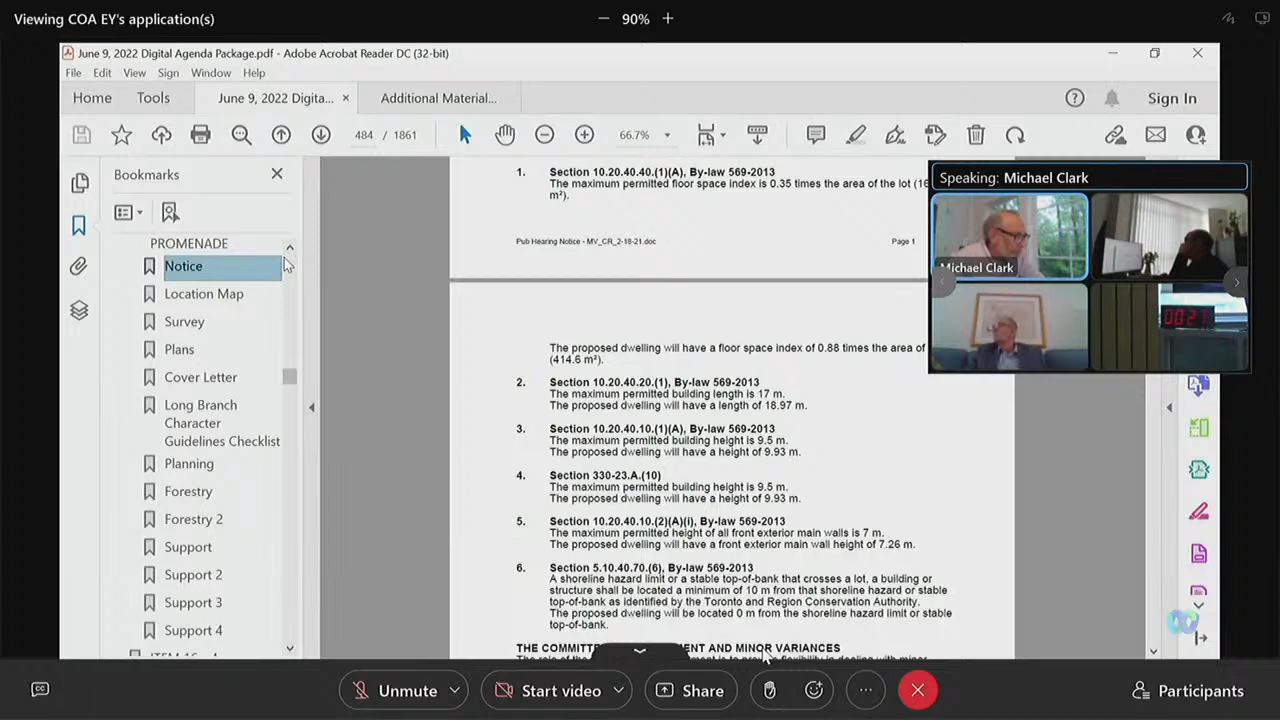 Viewing COA EY's application(s)
90%
June 9, 2022 Digital Agenda Package.pdf - Adobe Acrobat Reader DC (32-bit)
File Edit View Sign Window Help
Home Tools June 9, 2022 Digita... × Additional Material... Sign In
484 / 1861 66.7%
Bookmarks
PROMENADE
Notice
Location Map
Survey
Plans
Cover Letter
Long Branch
Character
Guidelines Checklist
Planning
Forestry
Forestry 2
Support
Support 2
Support 3
Support 4
1. Section 10.20.40.40.(1)(A), By-law 569-2013
The maximum permitted floor space index is 0.35 times the area of the lot
m²).
Pub Hearing Notice - MV_CR_2-18-21.doc Page 1
The proposed dwelling will have a floor space index of 0.88 times the area of
(414.6 m²).
2. Section 10.20.40.20.(1), By-law 569-2013
The maximum permitted building length is 17 m.
The proposed dwelling will have a length of 18.97 m.
3. Section 10.20.40.10.(1)(A), By-law 569-2013
The maximum permitted building height is 9.5 m.
The proposed dwelling will have a height of 9.93 m.
4. Section 330-23.A.(10)
The maximum permitted building height is 9.5 m.
The proposed dwelling will have a height of 9.93 m.
5. Section 10.20.40.10.(2)(A)(i), By-law 569-2013
The maximum permitted height of all front exterior main walls is 7 m.
The proposed dwelling will have a front exterior main wall height of 7.26 m.
6. Section 5.10.40.70.(6), By-law 569-2013
A shoreline hazard limit or a stable top-of-bank that crosses a lot, a building or
structure shall be located a minimum of 10 m from that shoreline hazard or stable
top-of-bank as identified by the Toronto and Region Conservation Authority.
The proposed dwelling will be located 0 m from the shoreline hazard limit or stable
top-of-bank.
THE AND MINOR VARIANCES
Speaking: Michael Clark
Michael Clark
00:27
Unmute Start video Share Participants
CC